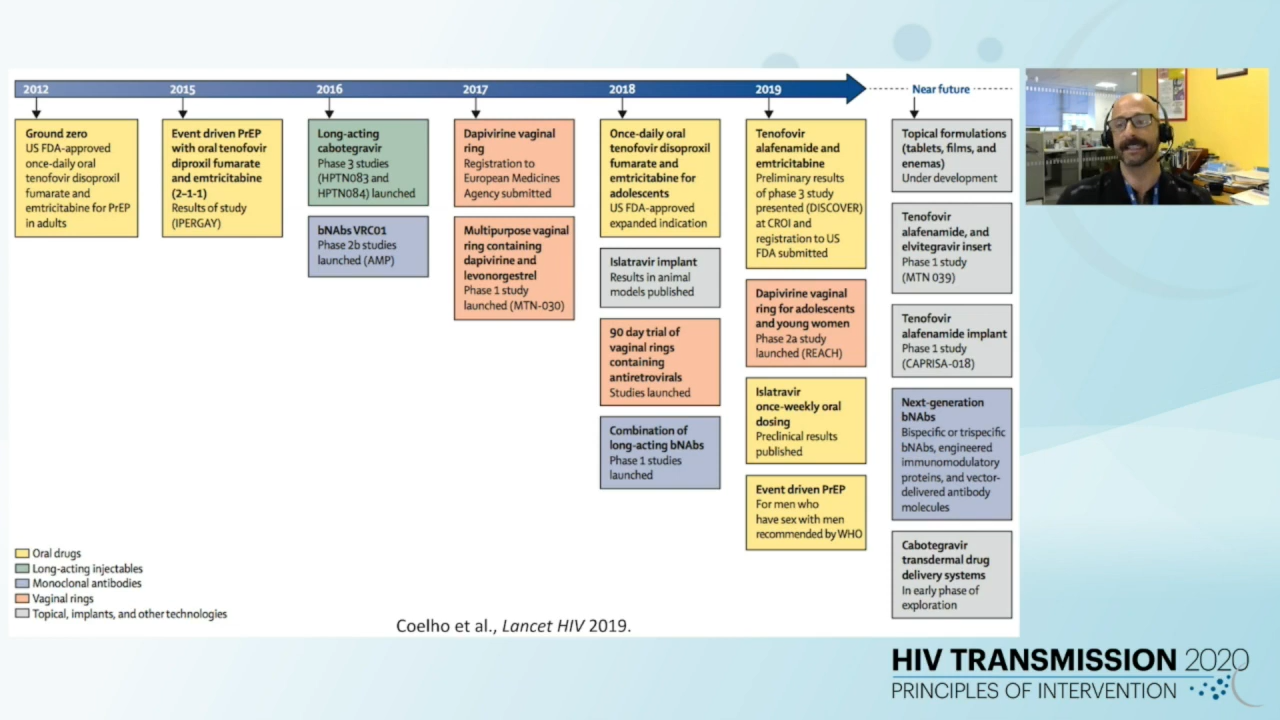 2012
2015
2016
2017
2018
2019
Near future
Ground zero
US FDA-approved
once-daily oral
tenofovir disoproxil
fumarate and
emtricitabine for PrEP
in adults
Event driven PrEP
with oral tenofovir
diproxil fumarate
and emtricitabine
(2–1–1)
Results of study
(IPERGAY)
Long-acting
cabotegravir
Phase 3 studies
(HPTN083 and
HPTN084) launched
bNAbs VRC01
Phase 2b studies
launched (AMP)
Dapivirine vaginal
ring
Registration to
European Medicines
Agency submitted
Multipurpose vaginal
ring containing
dapivirine and
levonorgestrel
Phase 1 study
launched (MTN-030)
Once-daily oral
tenofovir disoproxil
fumarate and
emtricitabine for
adolescents
US FDA-approved
expanded indication
Islatravir implant
Results in animal
models published
90 day trial of
vaginal rings
containing
antiretrovirals
Studies launched
Combination of
long-acting bNAbs
Phase 1 studies
launched
Tenofovir
alafenamide and
emtricitabine
Preliminary results
of phase 3 study
presented (DISCOVER)
at CROI and
registration to US
FDA submitted
Dapivirine vaginal
ring for adolescents
and young women
Phase 2a study
launched (REACH)
Islatravir
once-weekly oral
dosing
Preclinical results
published
Event driven PrEP
For men who
have sex with men
recommended by WHO
Topical formulations
(tablets, films, and
enemas)
Under development
Tenofovir
alafenamide, and
elvitegravir insert
Phase 1 study
(MTN 039)
Tenofovir
alafenamide implant
Phase 1 study
(CAPRISA-018)
Next-generation
bNAbs
Bispecific or trispecific
bNAbs, engineered
immunomodulatory
proteins, and vector-
delivered antibody
molecules
Cabotegravir
transdermal drug
delivery systems
In early phase of
exploration
Oral drugs
Long-acting injectables
Monoclonal antibodies
Vaginal rings
Topical, implants, and other technologies
Coelho et al., Lancet HIV 2019.
HIV TRANSMISSION 2020
PRINCIPLES OF INTERVENTION